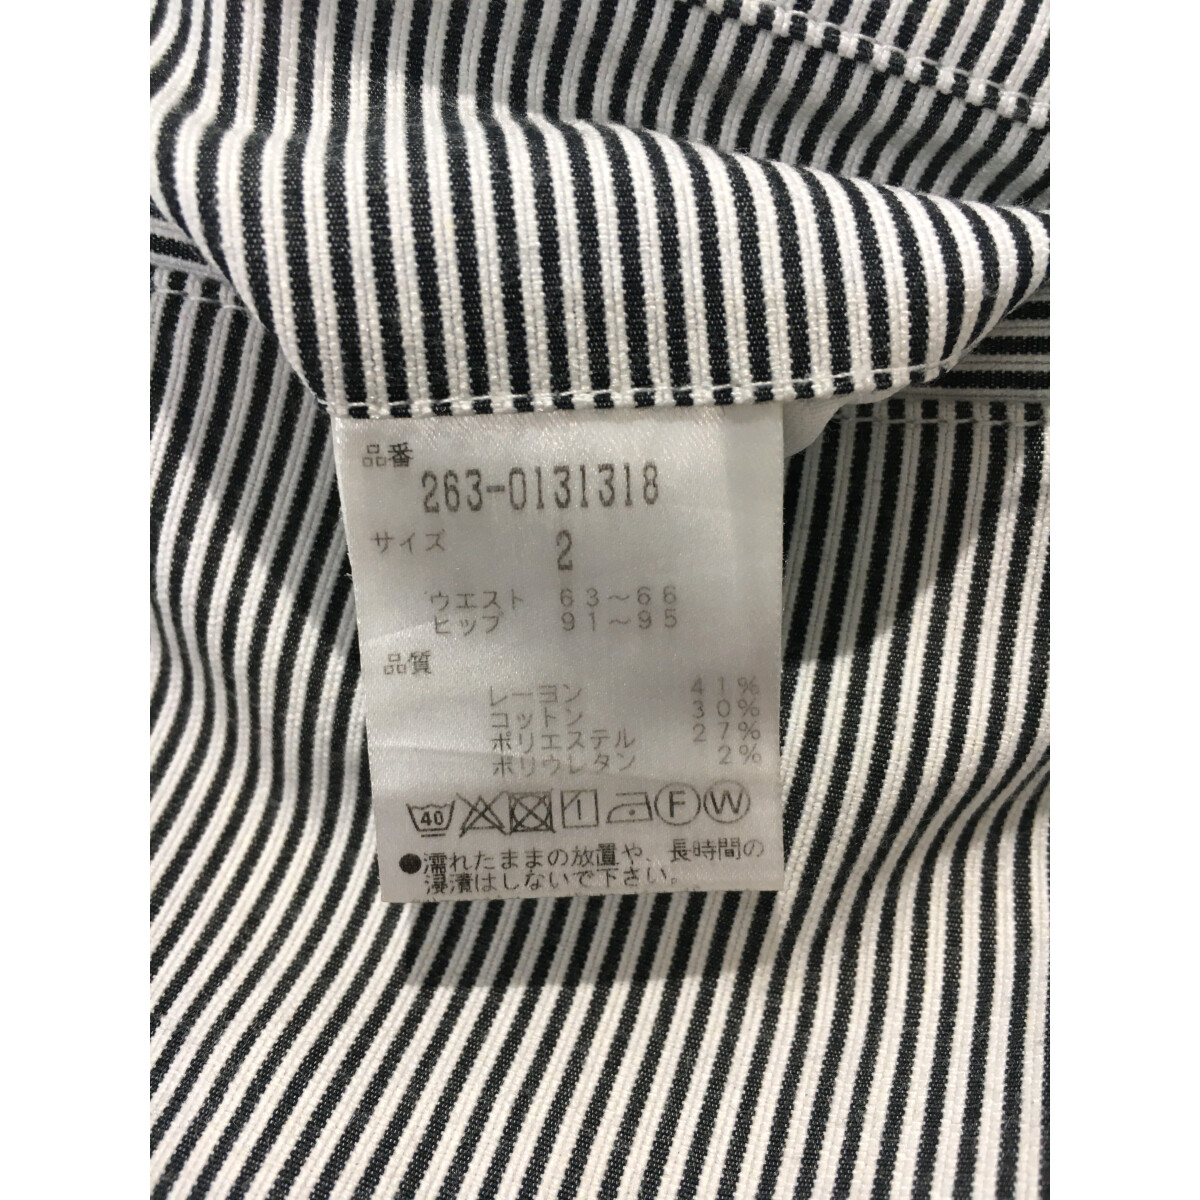 品番
263-0131318
サイズ 2
ウエスト 63～66
ヒップ 91～95
品質
レーヨン 41%
コットン 30%
ポリエステル 27%
ポリウレタン 2%
40 F W
●濡れたままの放置や、長時間の
浸漬はしないで下さい。